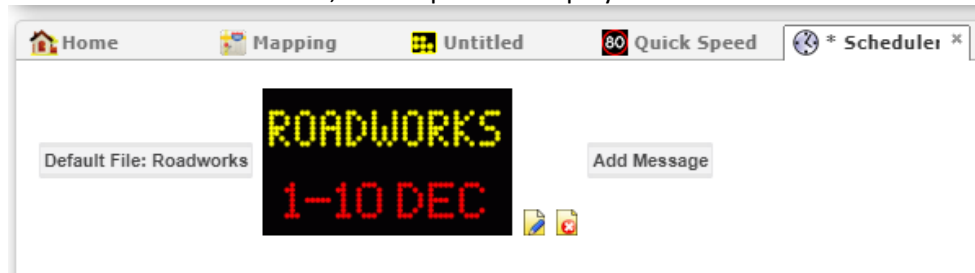 Home
Mapping
Untitled
80 Quick Speed
* Scheduler
Default File: Roadworks
ROADWORKS
1-10 DEC
Add Message